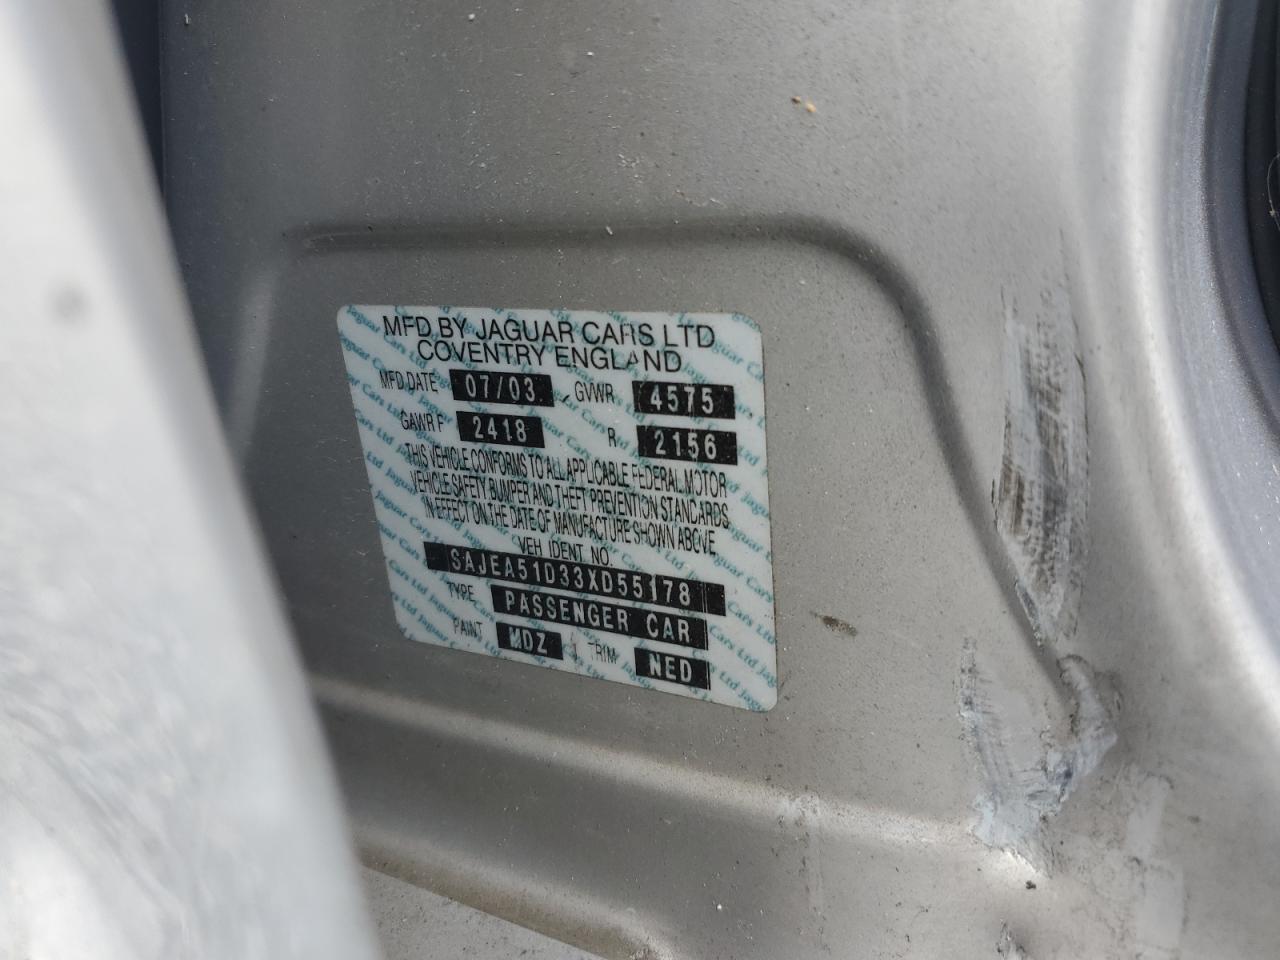 MFD BY JAGUAR CARS LTD
COVENTRY ENGLAND
MFD DATE 07/03 GVWR 4575
GAWR F 2418 R 2156
THIS VEHICLE CONFORMS TO ALL APPLICABLE FEDERAL MOTOR
VEHICLE SAFETY BUMPER AND THEFT PREVENTION STANDARDS
IN EFFECT ON THE DATE OF MANUFACTURE SHOWN ABOVE
VEH IDENT. NO.
SAJEA51D33XD55178
TYPE PASSENGER CAR
PAINT MDZ TRIM NED